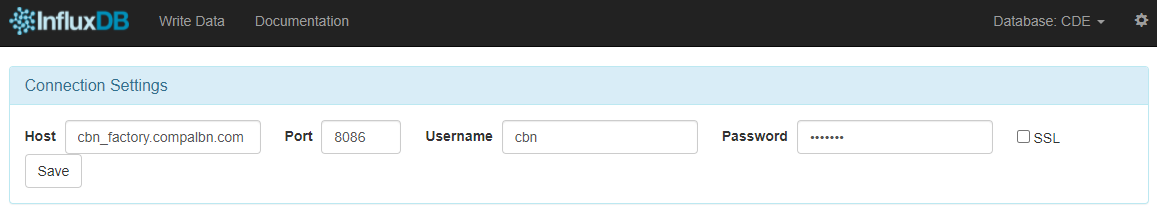 InfluxDB Write Data Documentation Database: CDE
Connection Settings
Host cbn_factory.compalbn.com Port 8086 Username cbn Password ••••••• SSL
Save